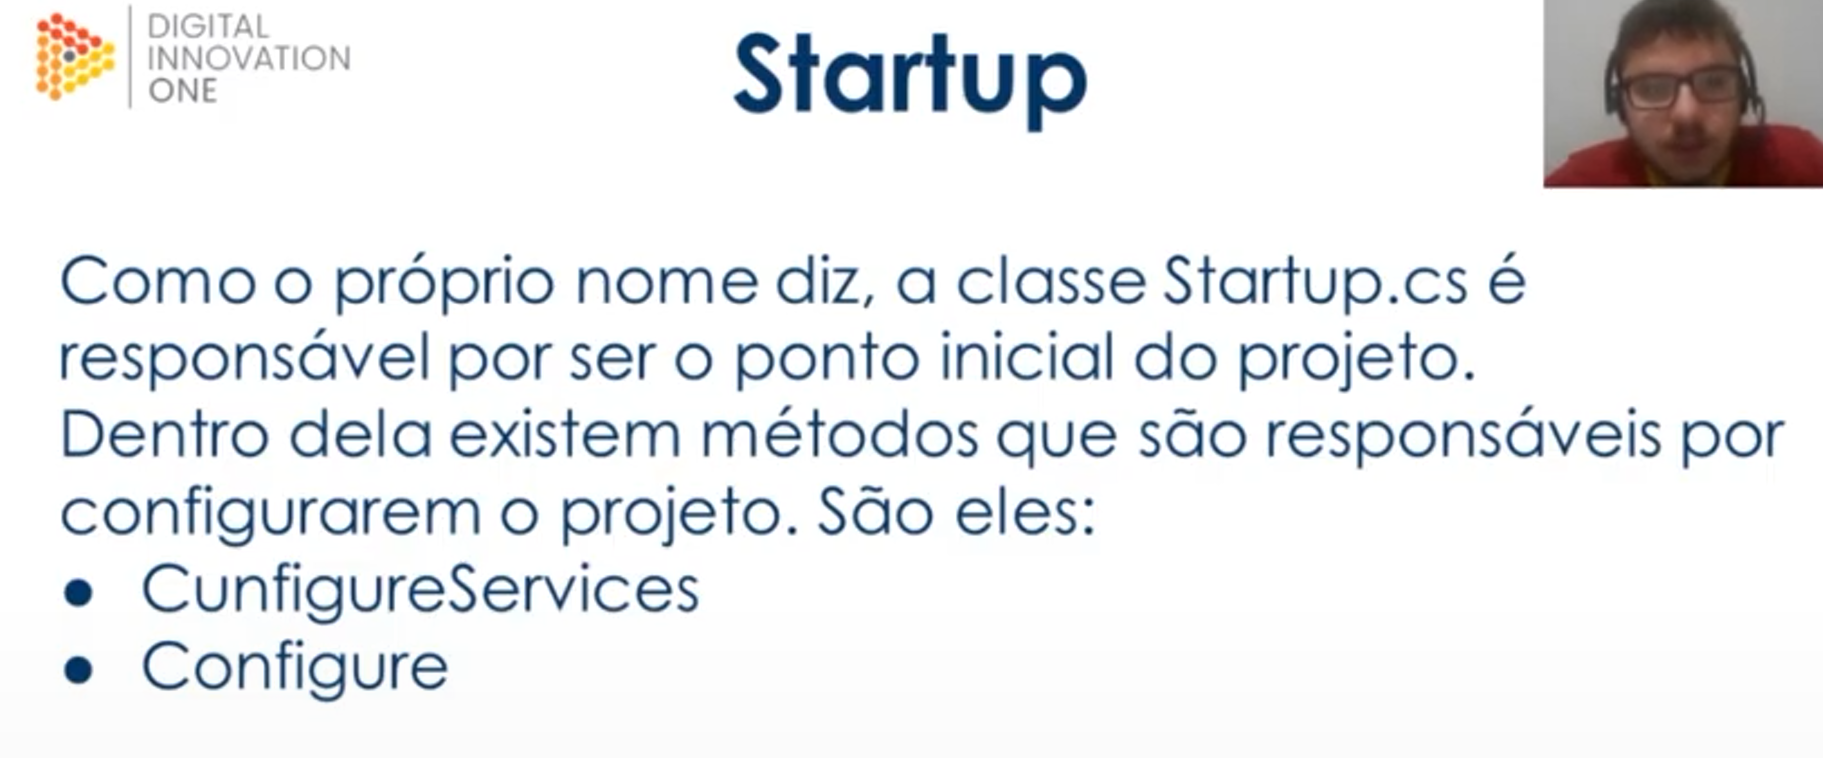 DIGITAL
INNOVATION
ONE
Startup
Como o próprio nome diz, a classe Startup.cs é
responsável por ser o ponto inicial do projeto.
Dentro dela existem métodos que são responsáveis por
configurarem o projeto. São eles:
● CunfigureServices
● Configure